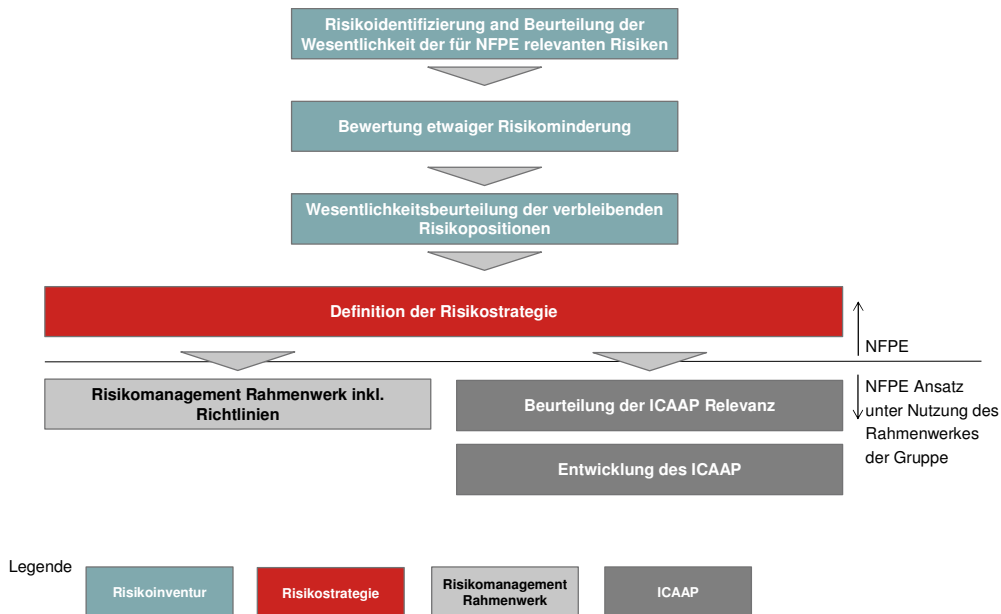 Risikoidentifizierung and Beurteilung der
Wesentlichkeit der für NFPE relevanten Risiken
Bewertung etwaiger Risikominderung
Wesentlichkeitsbeurteilung der verbleibenden
Risikopositionen
Definition der Risikostrategie
NFPE
Risikomanagement Rahmenwerk inkl.
Richtlinien
Beurteilung der ICAAP Relevanz
NFPE Ansatz
unter Nutzung des
Rahmenwerkes
der Gruppe
Entwicklung des ICAAP
Legende
Risikoinventur
Risikostrategie
Risikomanagement
Rahmenwerk
ICAAP